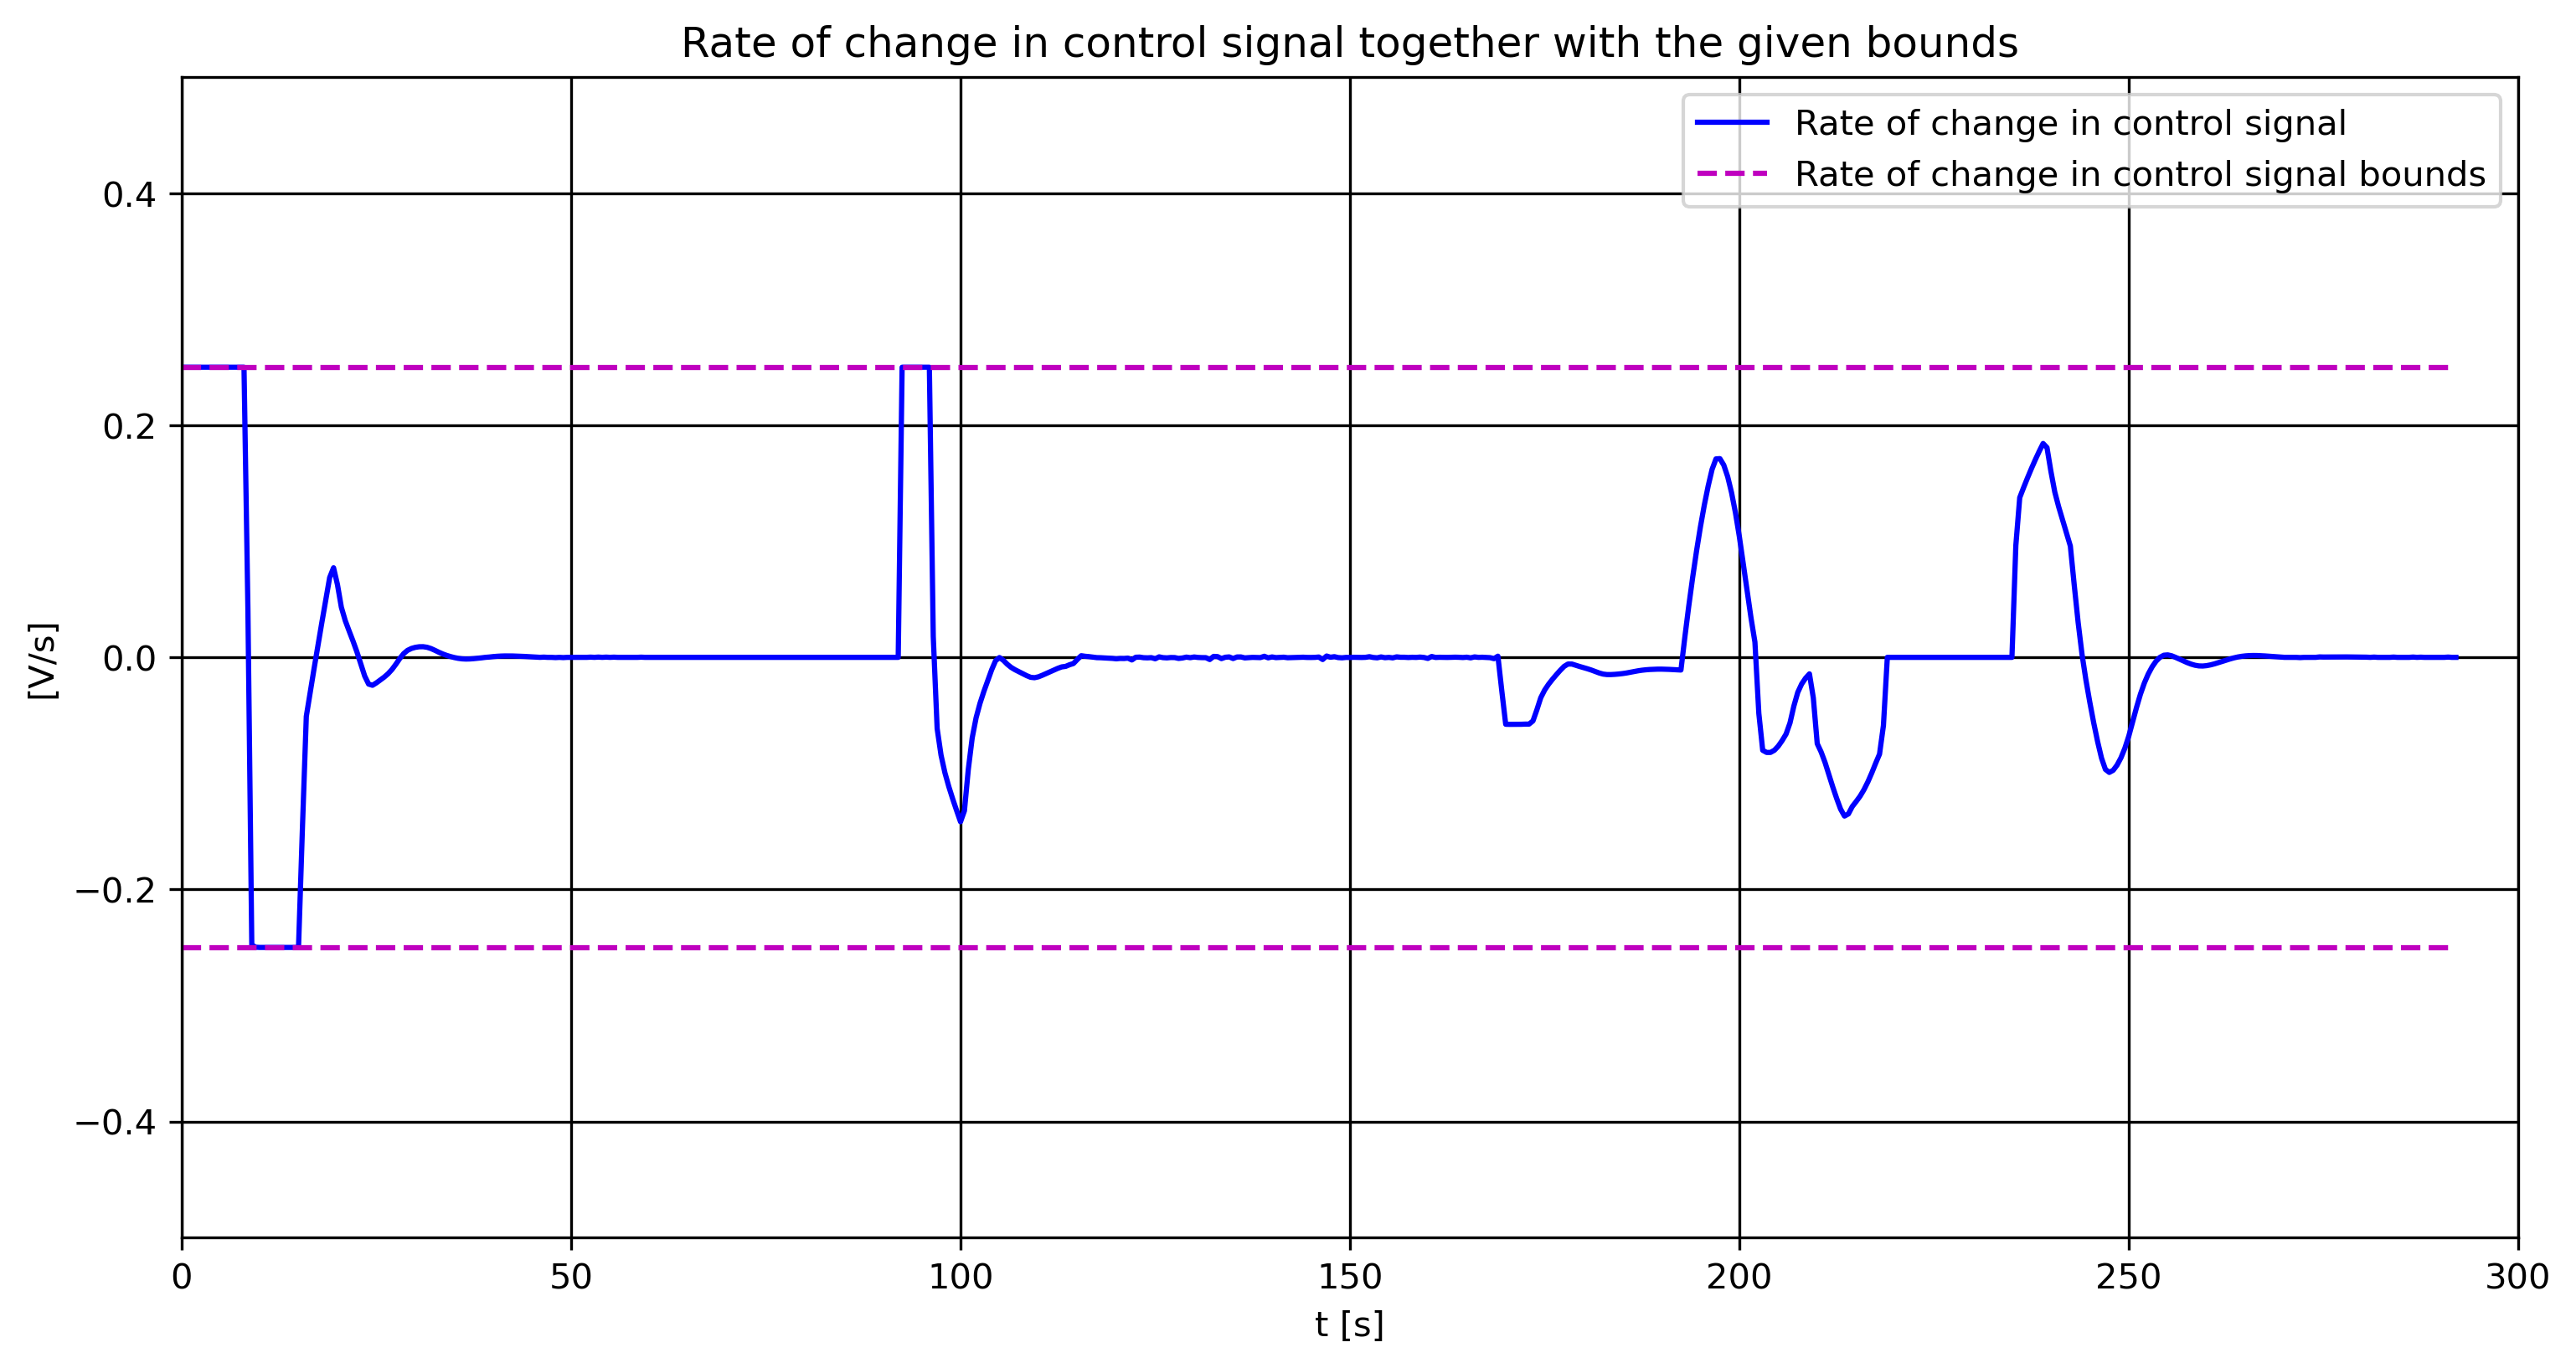 Rate of change in control signal together with the given bounds
Rate of change in control signal
Rate of change in control signal bounds
0.4
0.2
0.0
−0.2
−0.4
[V/s]
0 50 100 150 200 250 300
t [s]